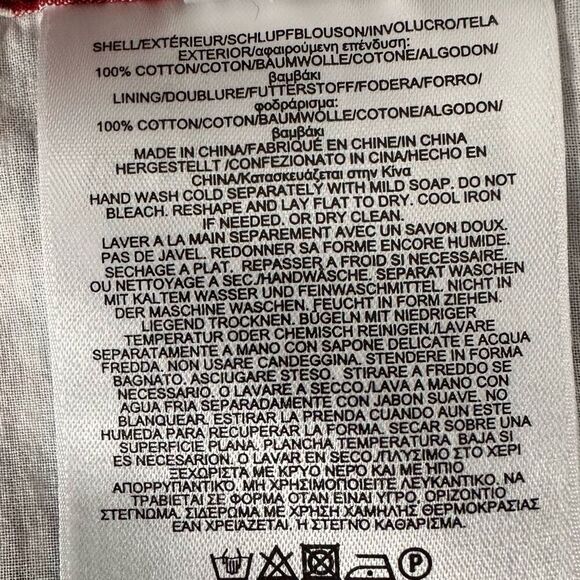 SHELL/EXTÉRIEUR/SCHLUPFBLOUSON/INVOLUCRO/TELA
EXTERIOR/αφαιρούμενη επένδυση:
100% COTTON/COTON/BAUMWOLLE/COTONE/ALGODON/
βαμβάκι
LINING/DOUBLURE/FUTTERSTOFF/FODERA/FORRO/
φοδράρισμα:
100% COTTON/COTON/BAUMWOLLE/COTONE/ALGODON/
βαμβάκι
MADE IN CHINA/FABRIQUÉ EN CHINE/IN CHINA
HERGESTELLT/CONFEZIONATO IN CINA/HECHO EN
CHINA/Κατασκευάζεται στην Κίνα
HAND WASH COLD SEPARATELY WITH MILD SOAP. DO NOT
BLEACH. RESHAPE AND LAY FLAT TO DRY. COOL IRON
IF NEEDED. OR DRY CLEAN.
LAVER A LA MAIN SEPAREMENT AVEC UN SAVON DOUX.
PAS DE JAVEL. REDONNER SA FORME ENCORE HUMIDE.
SECHAGE A PLAT. REPASSER A FROID SI NECESSAIRE.
OU NETTOYAGE A SEC./HANDWÄSCHE. SEPARAT WASCHEN
MIT KALTEM WASSER UND FEINWASCHMITTEL. NICHT IN
DER MASCHINE WASCHEN. FEUCHT IN FORM ZIEHEN.
LIEGEND TROCKNEN. BÜGELN MIT NIEDRIGER
TEMPERATUR ODER CHEMISCH REINIGEN./LAVARE
SEPARATAMENTE A MANO CON SAPONE DELICATE E ACQUA
FREDDA. NON USARE CANDEGGINA. STENDERE IN FORMA
BAGNATO. ASCIUGARE STESO. STIRARE A FREDDO SE
NECESSARIO. O LAVARE A SECCO./LAVA A MANO CON
AGUA FRIA SEPARADAMENTE CON JABON SUAVE. NO
BLANQUEAR. ESTIRAR LA PRENDA CUANDO AUN ESTE
HUMEDA PARA RECUPERAR LA FORMA. SECAR SOBRE UNA
SUPERFICIE PLANA. PLANCHA TEMPERATURA BAJA SI
ES NECESARION. O LAVAR EN SECO./ΠΛΥΣΙΜΟ ΣΤΟ ΧΕΡΙ
ΞΕΧΩΡΙΣΤΑ ΜΕ ΚΡΥΟ ΝΕΡΟ ΚΑΙ ΜΕ ΉΠΙΟ
ΑΠΟΡΡΥΠΑΝΤΙΚΟ. ΜΗ ΧΡΗΣΙΜΟΠΟΙΕΙΤΕ ΛΕΥΚΑΝΤΙΚΟ. ΝΑ
ΤΡΑΒΙΕΤΑΙ ΣΕ ΦΟΡΜΑ ΟΤΑΝ ΕΙΝΑΙ ΥΓΡΟ. ΟΡΙΖΟΝΤΙΟ
ΣΤΕΓΝΩΜΑ. ΣΙΔΕΡΩΜΑ ΜΕ ΧΡΗΣΗ ΧΑΜΗΛΗΣ ΘΕΡΜΟΚΡΑΣΙΑΣ
ΕΑΝ ΧΡΕΙΑΖΕΤΑΙ. Ή ΣΤΕΓΝΟ ΚΑΘΑΡΙΣΜΑ.
P